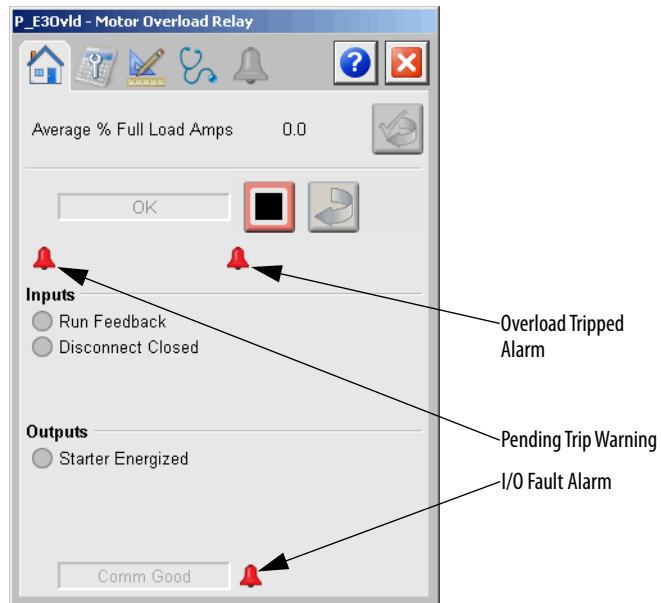 P_E3Ovld - Motor Overload Relay
?
Average % Full Load Amps 0.0
OK
Inputs
Run Feedback
Disconnect Closed
Overload Tripped
Alarm
Outputs
Starter Energized
Pending Trip Warning
I/O Fault Alarm
Comm Good